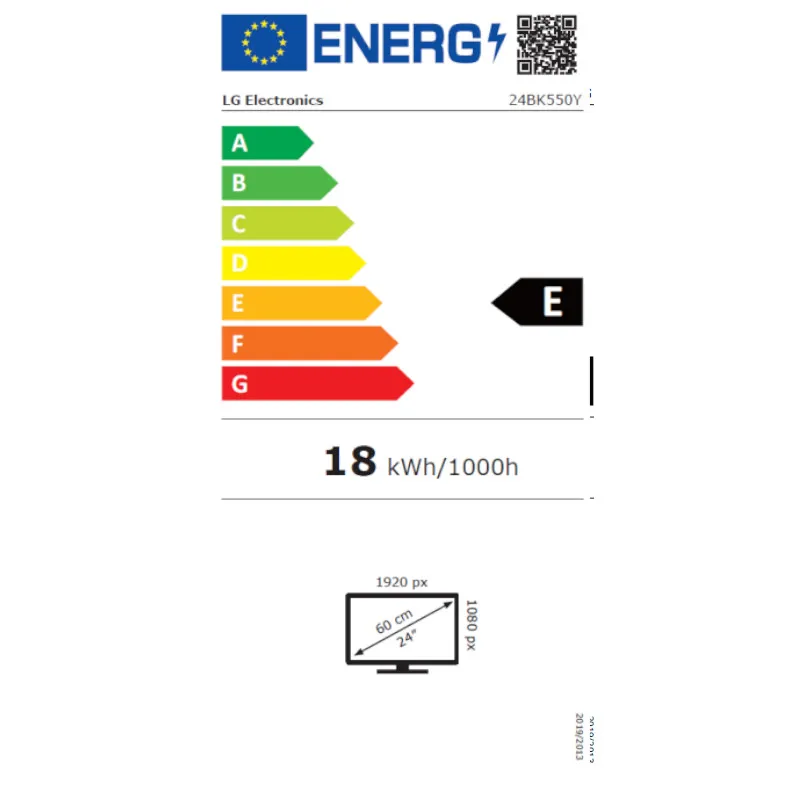 ENERG
LG Electronics 24BK550Y
A
B
C
D
E
E
F
G
18 kWh/1000h
1920 px
1080 px
60 cm
24"
2019/2013